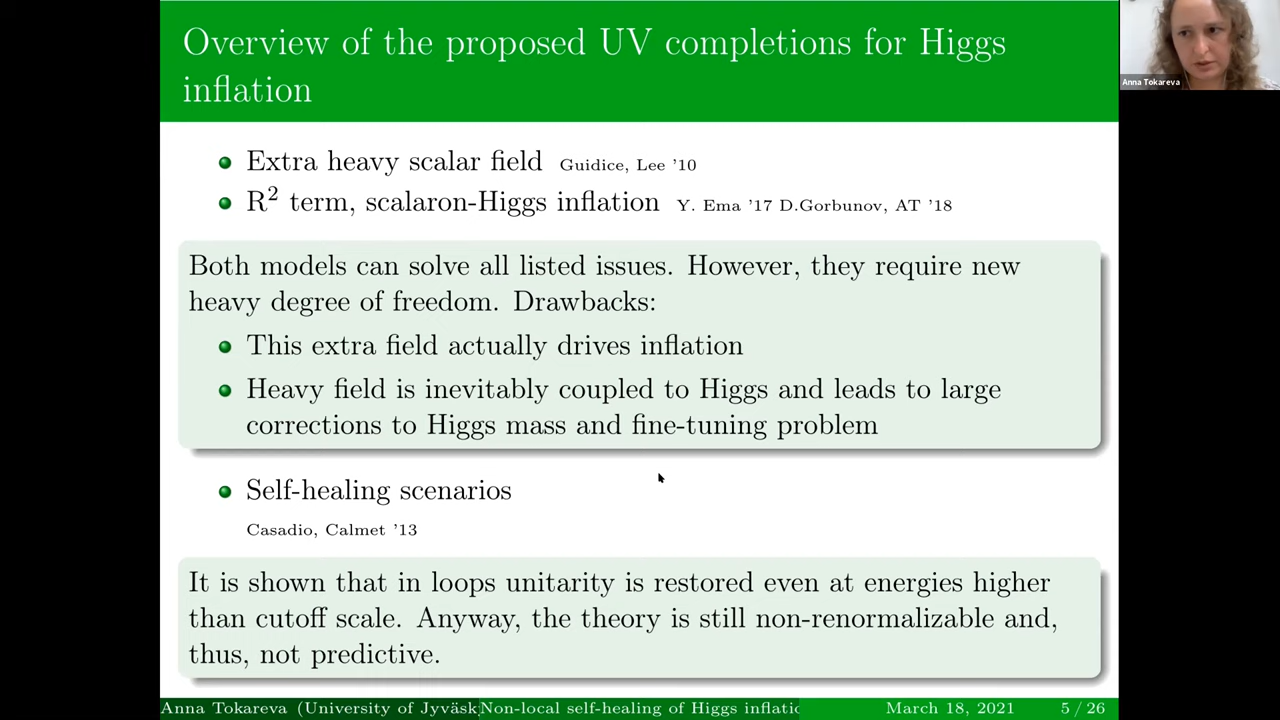 Overview of the proposed UV completions for Higgs
inflation
Anna Tokareva
Extra heavy scalar field Guidice, Lee '10
R² term, scalaron-Higgs inflation Y. Ema '17 D.Gorbunov, AT '18
Both models can solve all listed issues. However, they require new
heavy degree of freedom. Drawbacks:
This extra field actually drives inflation
Heavy field is inevitably coupled to Higgs and leads to large
corrections to Higgs mass and fine-tuning problem
Self-healing scenarios
Casadio, Calmet '13
It is shown that in loops unitarity is restored even at energies higher
than cutoff scale. Anyway, the theory is still non-renormalizable and,
thus, not predictive.
Anna Tokareva (University of Jyväsk Non-local self-healing of Higgs inflatic March 18, 2021 5 / 26